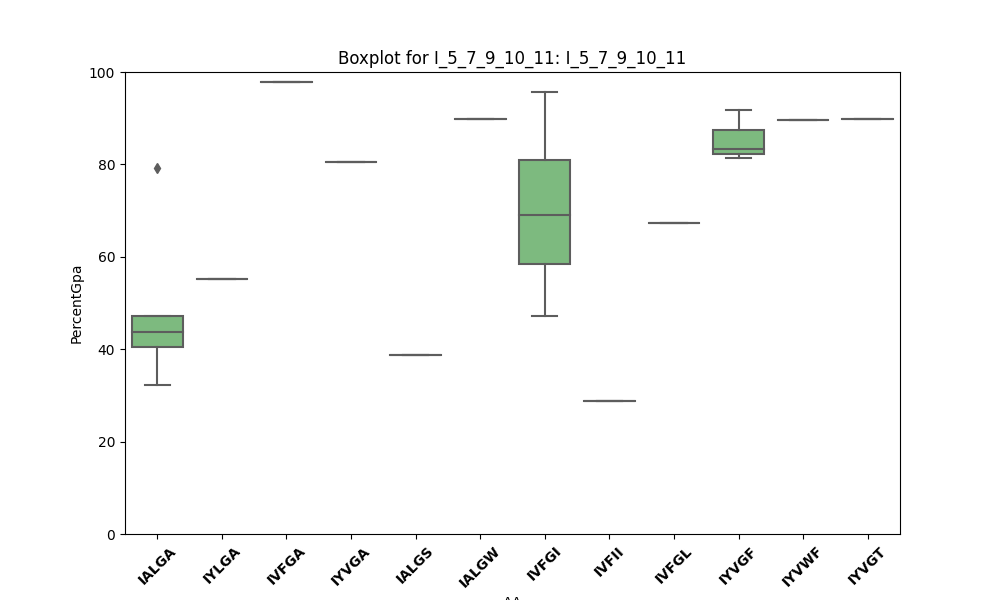 Boxplot for I_5_7_9_10_11: I_5_7_9_10_11
100
80
60
40
20
0
PercentGpa
IALGA
IYLGA
IVFGA
IYVGA
IALGS
IALGW
IVFGI
IVFII
IVFGL
IYVGF
IYVWF
IYVGT